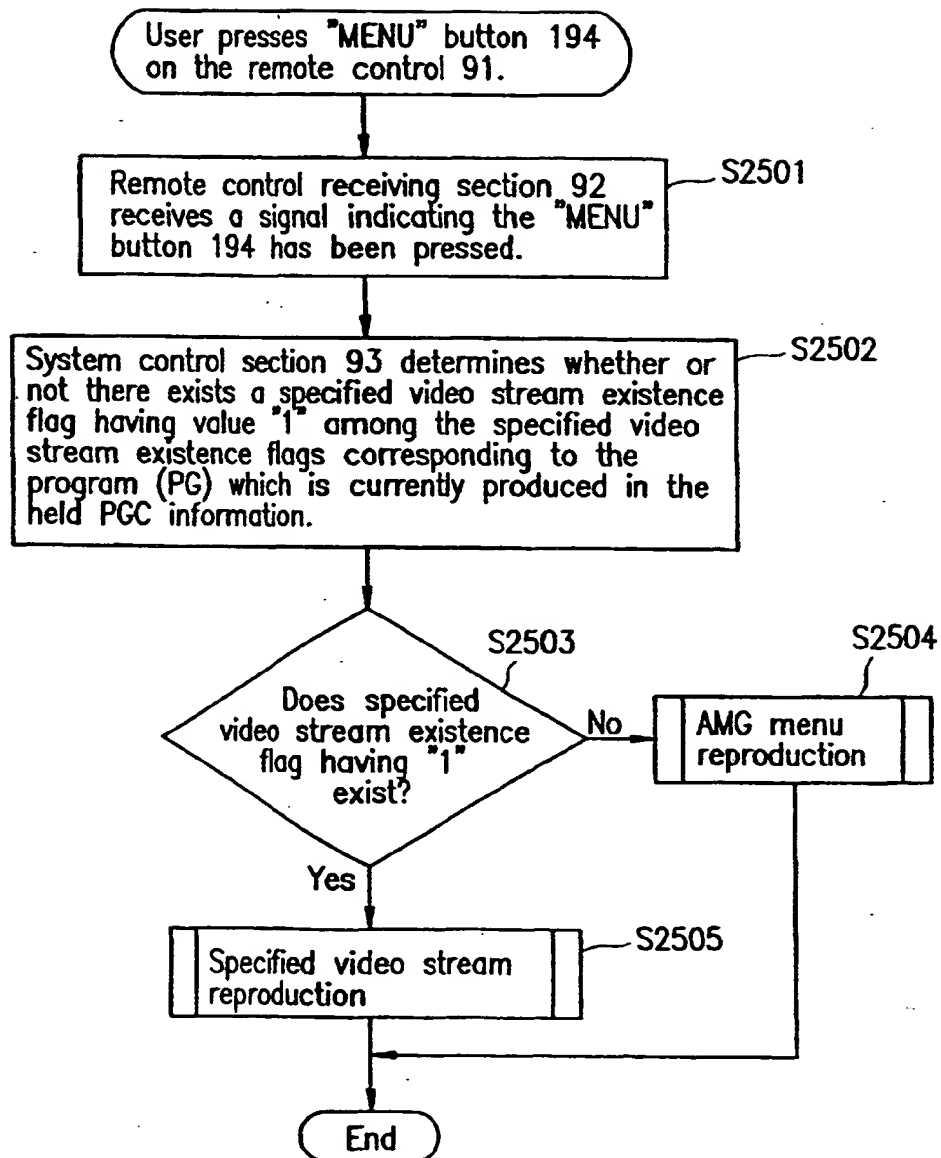 User presses "MENU" button 194
on the remote control 91.
S2501
Remote control receiving section 92
receives a signal indicating the "MENU"
button 194 has been pressed.
S2502
System control section 93 determines whether or
not there exists a specified video stream existence
flag having value "1" among the specified video
stream existence flags corresponding to the
program (PG) which is currently produced in the
held PGC information.
S2503
Does specified
video stream existence
flag having "1"
exist?
No
S2504
AMG menu
reproduction
Yes
S2505
Specified video stream
reproduction
End